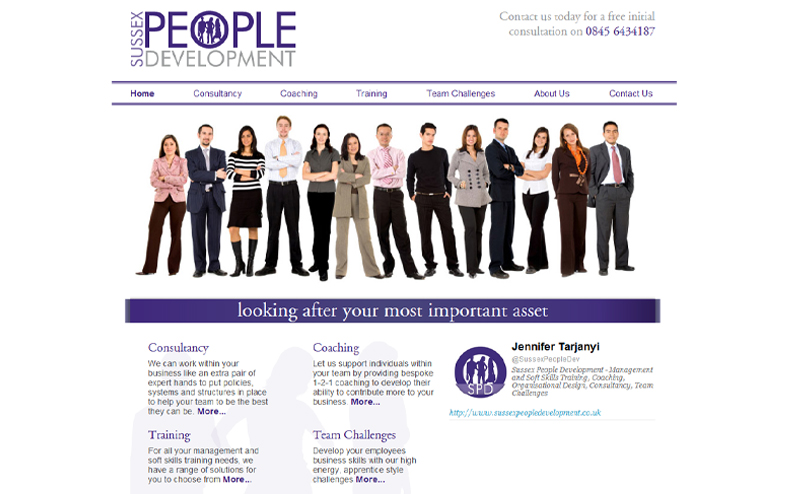 SUSSEX
PEOPLE
DEVELOPMENT
Contact us today for a free initial
consultation on 0845 6434187
Home Consultancy Coaching Training Team Challenges About Us Contact Us
looking after your most important asset
Consultancy
We can work within your
business like an extra pair of
expert hands to put policies,
systems and structures in place
to help your team to be the best
they can be. More...
Coaching
Let us support individuals within
your team by providing bespoke
1-2-1 coaching to develop their
ability to contribute more to your
business. More...
SPD
Jennifer Tarjanyi
@SussexPeopleDev
Sussex People Development - Management
and Soft Skills Training, Coaching,
Organisational Design, Consultancy, Team
Challenges
http://www.sussexpeopledevelopment.co.uk
Training
For all your management and
soft skills training needs, we
have a range of solutions for
you to choose from More...
Team Challenges
Develop your employees
business skills with our high
energy, apprentice style
challenges More...